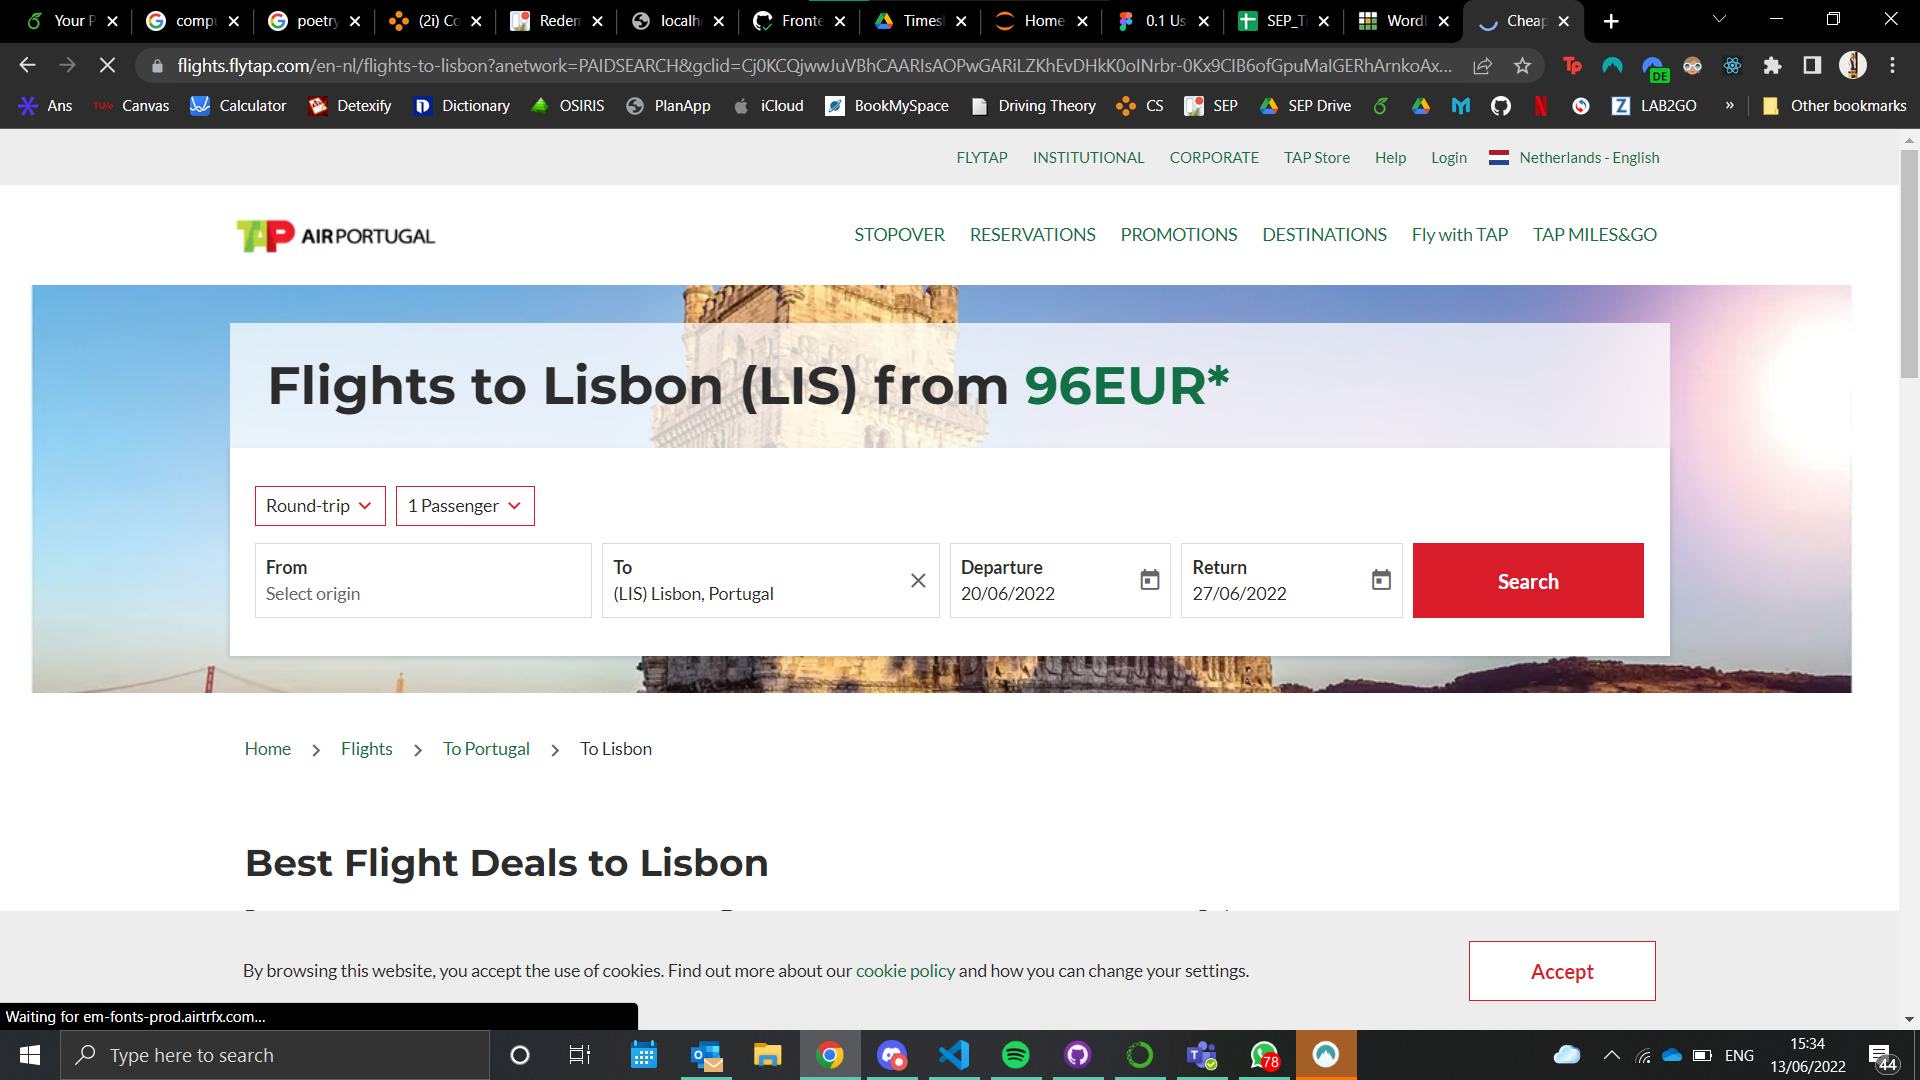 Your P
compu
poetry
(2i) Co
Reden
localh
Fronte
Times
Home
0.1 Us
SEP_Ti
Wordl
Cheap
flights.flytap.com/en-nl/flights-to-lisbon?anetwork=PAIDSEARCH&gclid=
DE
Ans
TU/e Canvas
Calculator
Detexify
Dictionary
OSIRIS
PlanApp
iCloud
BookMySpace
Driving Theory
CS
SEP
SEP Drive
LAB2GO
»
Other bookmarks
FLYTAP INSTITUTIONAL CORPORATE TAP Store Help Login Netherlands - English
TAP AIRPORTUGAL
STOPOVER RESERVATIONS PROMOTIONS DESTINATIONS Fly with TAP TAP MILES&GO
Flights to Lisbon (LIS) from 96EUR*
Round-trip 1 Passenger
From
Select origin
To
(LIS) Lisbon, Portugal
Departure
20/06/2022
Return
27/06/2022
Search
Home > Flights > To Portugal > To Lisbon
Best Flight Deals to Lisbon
By browsing this website, you accept the use of cookies. Find out more about our cookie policy and how you can change your settings.
Accept
Waiting for em-fonts-prod.airtrfx.com...
Type here to search
78
ENG
15:34
13/06/2022
44